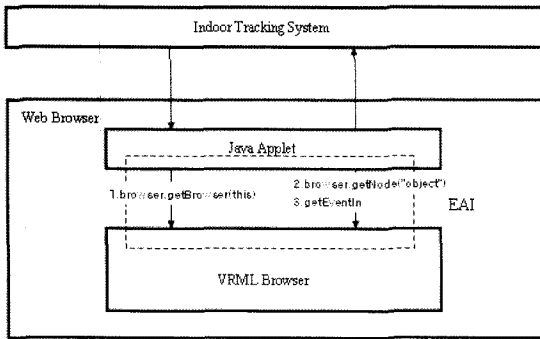 Indoor Tracking System
Web Browser
Java Applet
1.browser.getBrowser(this)
2.browser.getNode("object")
3.getEventIn
EAI
VRML Browser